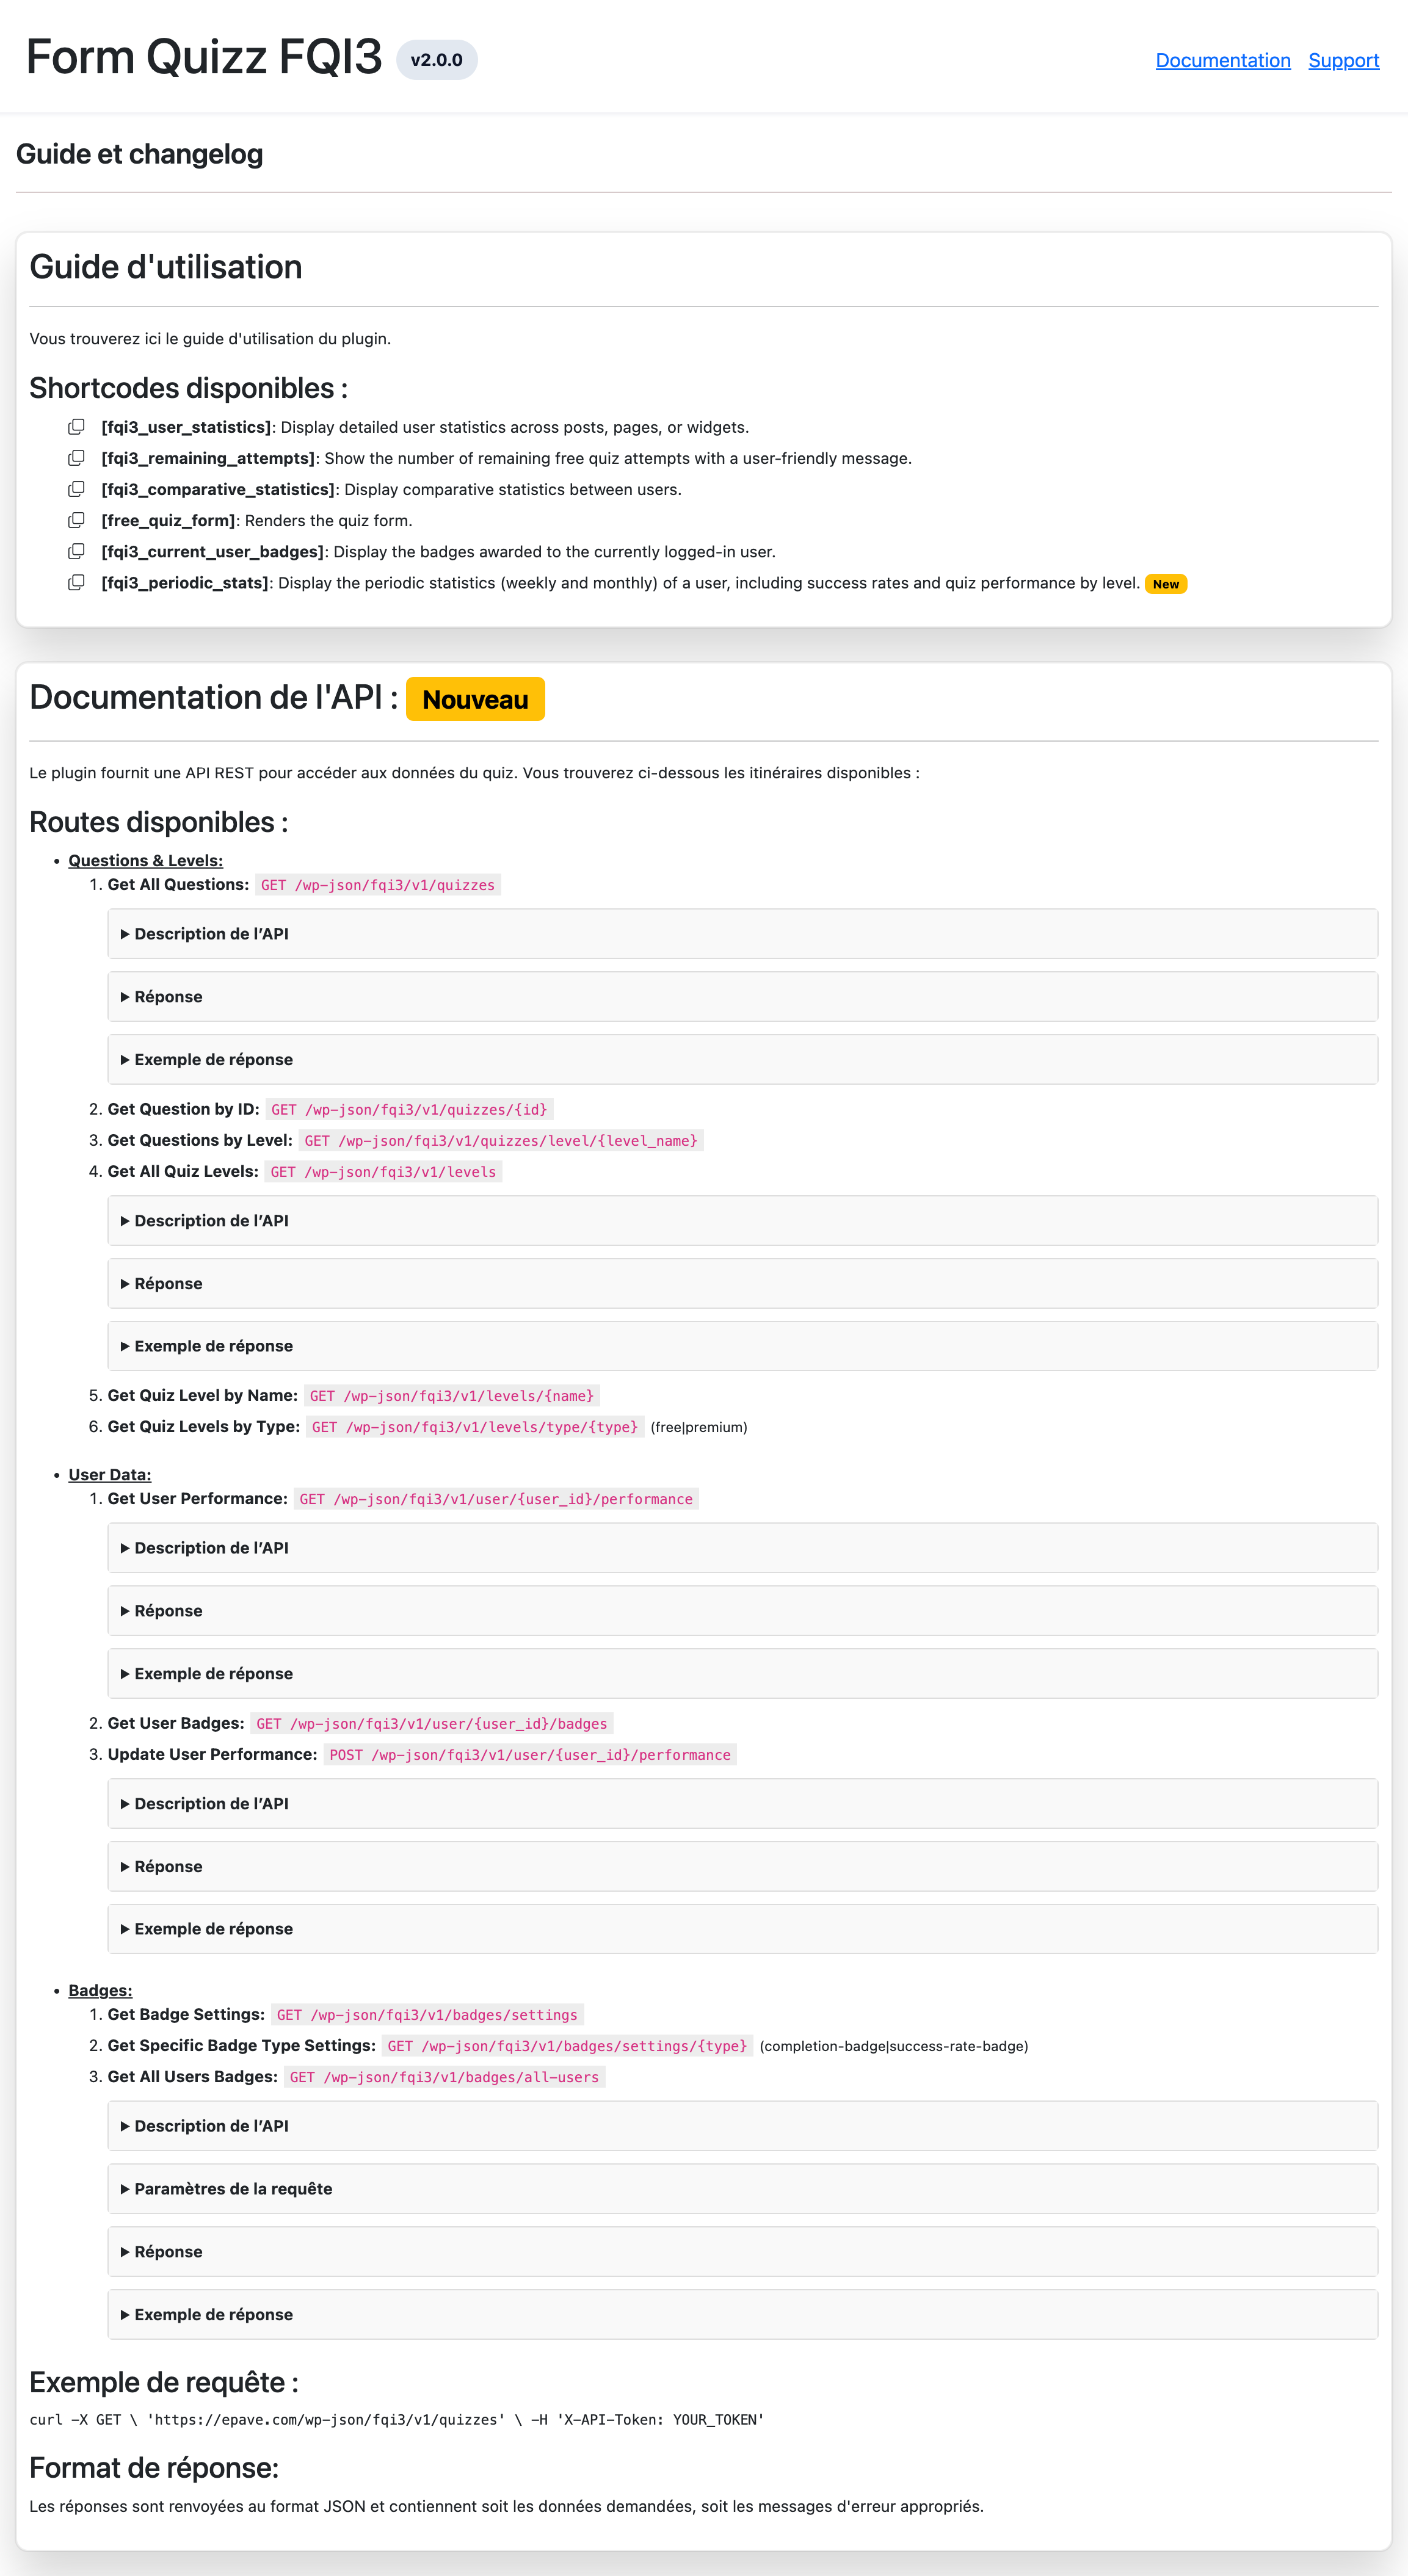 Form Quizz FQI3 v2.0.0
Documentation Support
Guide et changelog
Guide d'utilisation
Vous trouverez ici le guide d'utilisation du plugin.
Shortcodes disponibles :
[fqi3_user_statistics]: Display detailed user statistics across posts, pages, or widgets.
[fqi3_remaining_attempts]: Show the number of remaining free quiz attempts with a user-friendly message.
[fqi3_comparative_statistics]: Display comparative statistics between users.
[free_quiz_form]: Renders the quiz form.
[fqi3_current_user_badges]: Display the badges awarded to the currently logged-in user.
[fqi3_periodic_stats]: Display the periodic statistics (weekly and monthly) of a user, including success rates and quiz performance by level. New
Documentation de l'API : Nouveau
Le plugin fournit une API REST pour accéder aux données du quiz. Vous trouverez ci-dessous les itinéraires disponibles :
Routes disponibles :
• Questions & Levels:
1. Get All Questions: GET /wp-json/fqi3/v1/quizzes
Description de l’API
Réponse
Exemple de réponse
2. Get Question by ID: GET /wp-json/fqi3/v1/quizzes/{id}
3. Get Questions by Level: GET /wp-json/fqi3/v1/quizzes/level/{level_name}
4. Get All Quiz Levels: GET /wp-json/fqi3/v1/levels
Description de l’API
Réponse
Exemple de réponse
5. Get Quiz Level by Name: GET /wp-json/fqi3/v1/levels/{name}
6. Get Quiz Levels by Type: GET /wp-json/fqi3/v1/levels/type/{type} (free|premium)
• User Data:
1. Get User Performance: GET /wp-json/fqi3/v1/user/{user_id}/performance
Description de l’API
Réponse
Exemple de réponse
2. Get User Badges: GET /wp-json/fqi3/v1/user/{user_id}/badges
3. Update User Performance: POST /wp-json/fqi3/v1/user/{user_id}/performance
Description de l’API
Réponse
Exemple de réponse
• Badges:
1. Get Badge Settings: GET /wp-json/fqi3/v1/badges/settings
2. Get Specific Badge Type Settings: GET /wp-json/fqi3/v1/badges/settings/{type} (completion-badge|success-rate-badge)
3. Get All Users Badges: GET /wp-json/fqi3/v1/badges/all-users
Description de l’API
Paramètres de la requête
Réponse
Exemple de réponse
Exemple de requête :
curl -X GET \ 'https://epave.com/wp-json/fqi3/v1/quizzes' \ -H 'X-API-Token: YOUR_TOKEN'
Format de réponse:
Les réponses sont renvoyées au format JSON et contiennent soit les données demandées, soit les messages d'erreur appropriés.